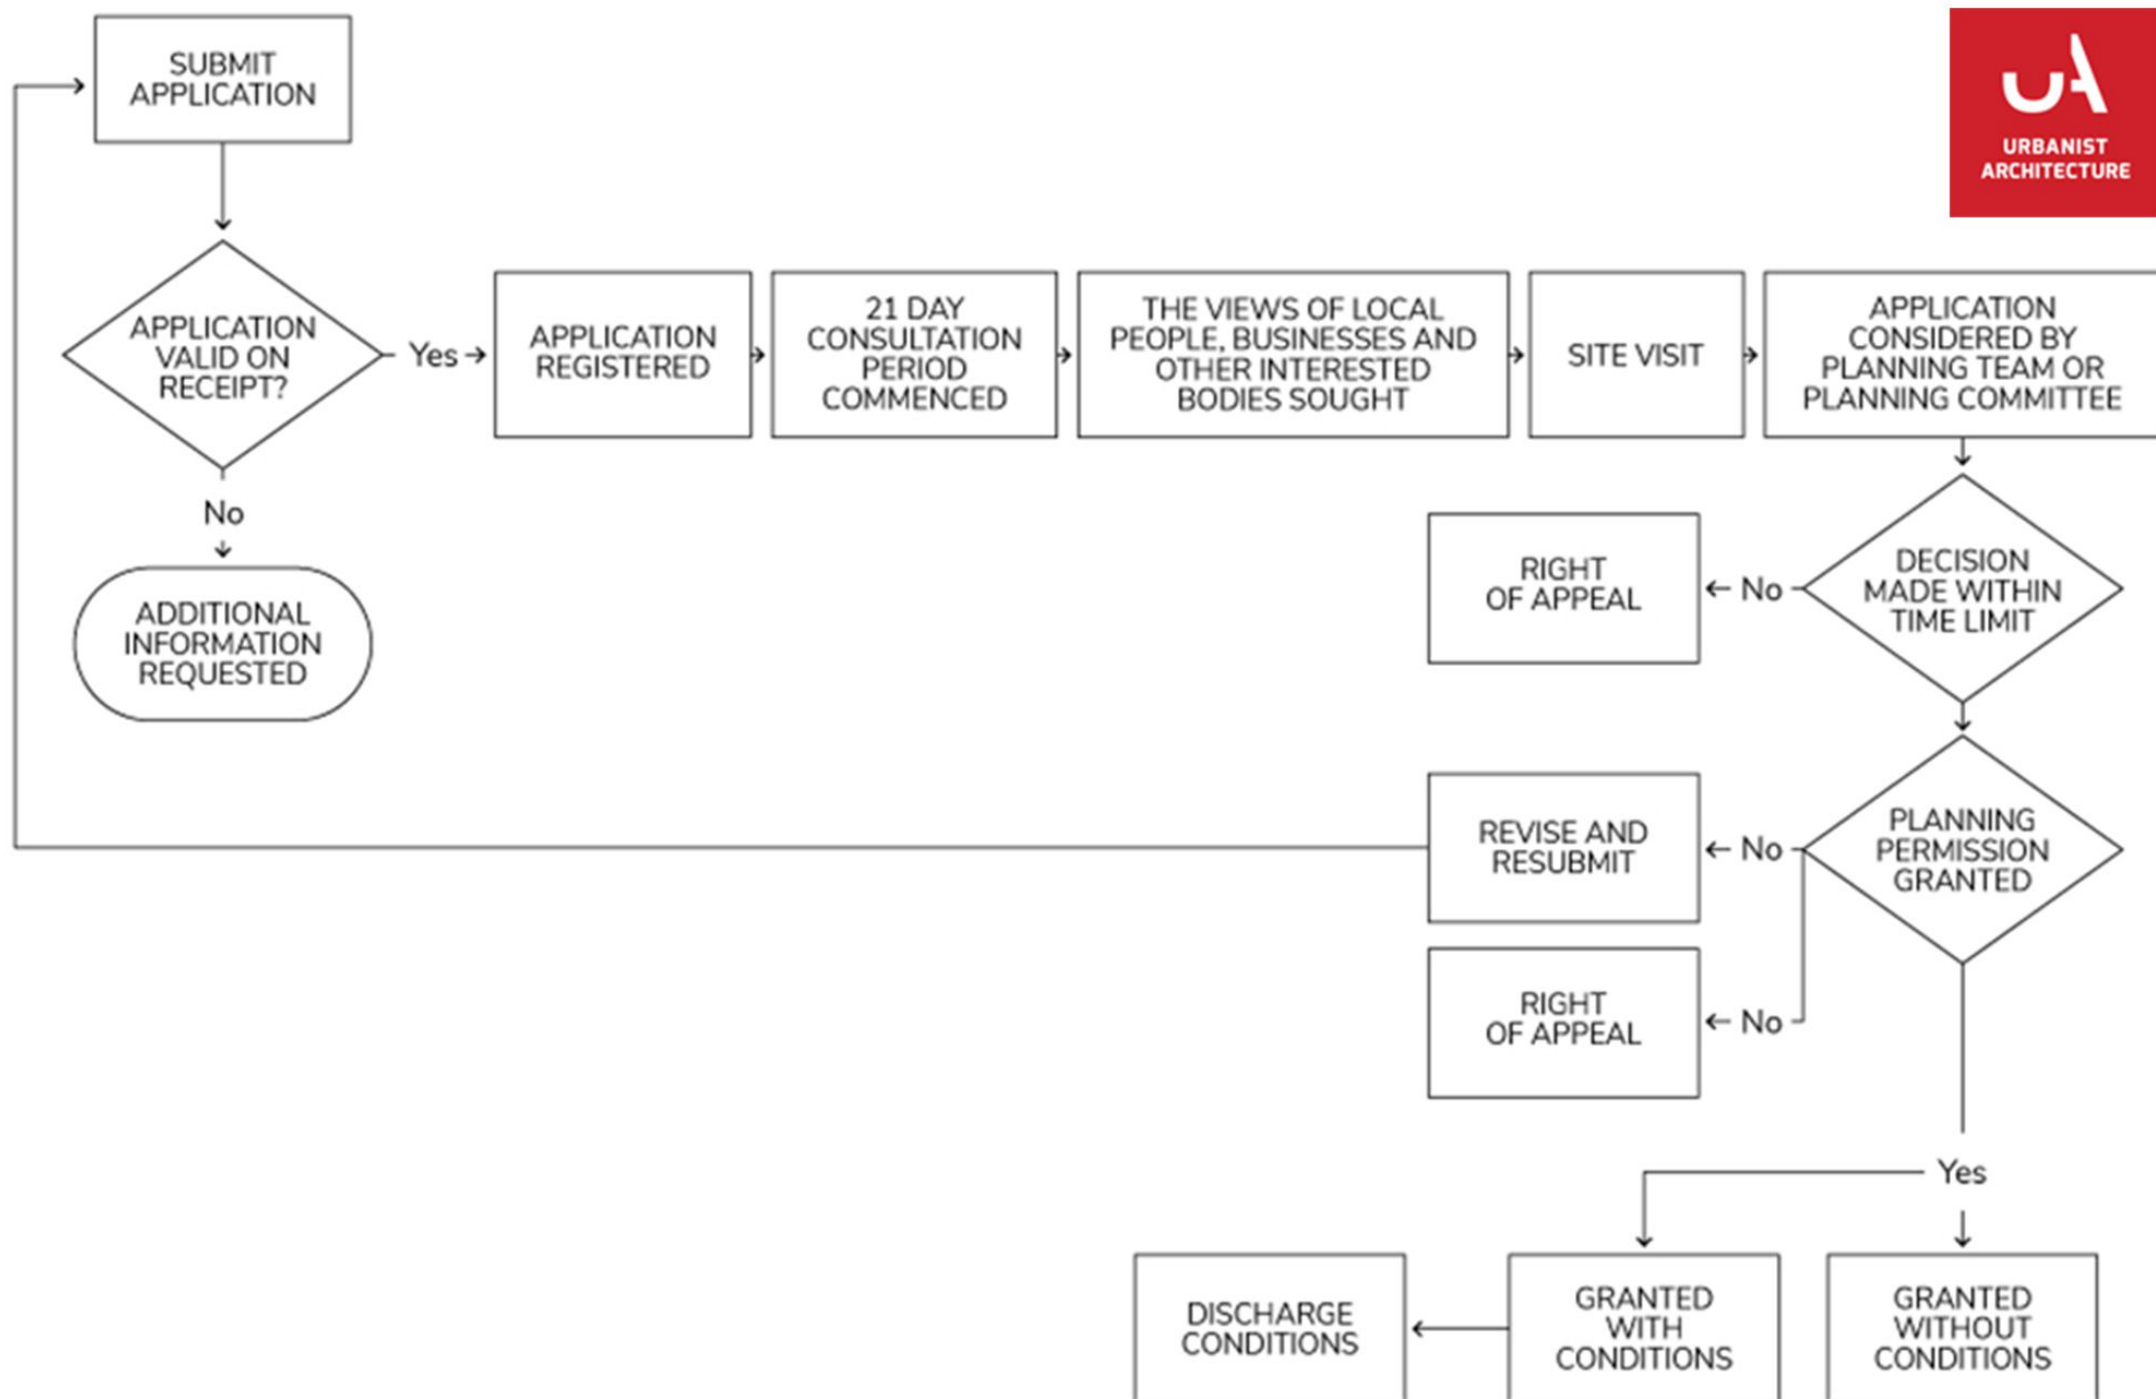 SUBMIT
APPLICATION
URBANIST
ARCHITECTURE
APPLICATION
VALID ON
RECEIPT?
Yes
APPLICATION
REGISTERED
21 DAY
CONSULTATION
PERIOD
COMMENCED
THE VIEWS OF LOCAL
PEOPLE, BUSINESSES AND
OTHER INTERESTED
BODIES SOUGHT
SITE VISIT
APPLICATION
CONSIDERED BY
PLANNING TEAM OR
PLANNING COMMITTEE
No
ADDITIONAL
INFORMATION
REQUESTED
DECISION
MADE WITHIN
TIME LIMIT
No
RIGHT
OF APPEAL
PLANNING
PERMISSION
GRANTED
No
REVISE AND
RESUBMIT
No
RIGHT
OF APPEAL
Yes
GRANTED
WITHOUT
CONDITIONS
GRANTED
WITH
CONDITIONS
DISCHARGE
CONDITIONS